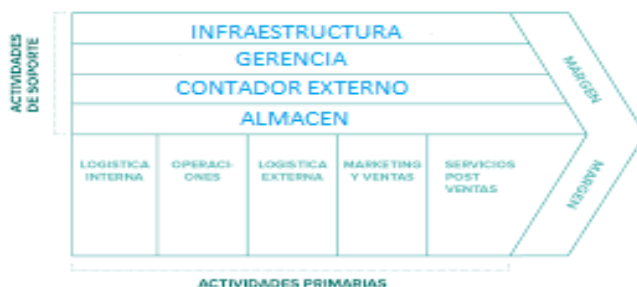 ACTIVIDADES
DE SOPORTE
INFRAESTRUCTURA
GERENCIA
CONTADOR EXTERNO
ALMACEN
MARGEN
LOGISTICA
INTERNA
OPERACI-
ONES
LOGISTICA
EXTERNA
MARKETING
Y VENTAS
SERVICIOS
POST
VENTAS
MARGEN
ACTIVIDADES PRIMARIAS